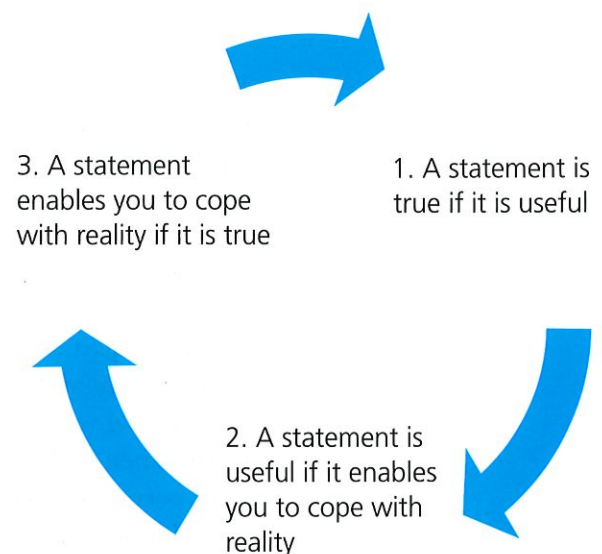 1. A statement is
true if it is useful
2. A statement is
useful if it enables
you to cope with
reality
3. A statement
enables you to cope
with reality if it is true